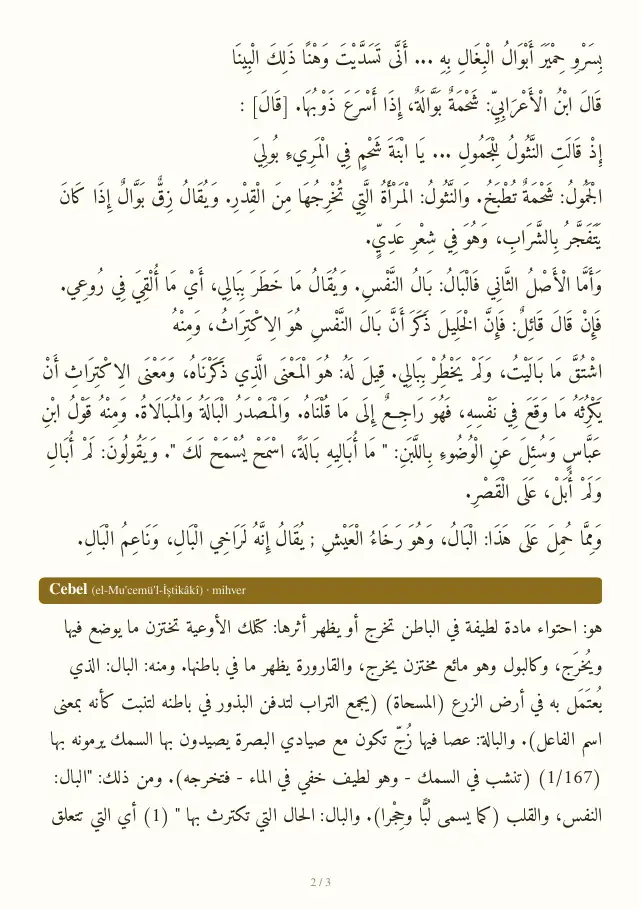 بِسَرْوِ حِمْيَرَ أَبْوَالُ الْبِغَالِ بِهِ ... أَنَّى تَسَدَّيْتَ وَهْنًا ذَلِكَ الْبِينَا
قَالَ ابْنُ الْأَعْرَابِيِّ: شَحْمَةٌ بَوَّالَةٌ، إِذَا أَسْرَعَ ذَوْبُهَا. [قَالَ] :
إِذْ قَالَتِ النَّثُولُ لِلْجَمُولِ ... يَا ابْنَةَ شَحْمٍ فِي الْمَرِيءِ بُولِيَ
الْجَمُولُ: شَحْمَةٌ تُطْبَخُ. وَالنَّثُولُ: الْمَرْأَةُ الَّتِي تُخْرِجُهَا مِنَ الْقِدْرِ. وَيُقَالُ زِقٌّ بَوَّالٌ إِذَا كَانَ
يَتَفَجَّرُ بِالشَّرَابِ، وَهُوَ فِي شِعْرِ عَدِيٍّ.
وَأَمَّا الْأَصْلُ الثَّانِي فَالْبَالُ: بَالُ النَّفْسِ. وَيُقَالُ مَا خَطَرَ بِبَالِي، أَيْ مَا أُلْقِيَ فِي رُوعِي.
فَإِنْ قَالَ قَائِلٌ: فَإِنَّ الْخَلِيلَ ذَكَرَ أَنَّ بَالَ النَّفْسِ هُوَ الِاكْتِرَاثُ، وَمِنْهُ
اشْتُقَّ مَا بَالَيْتُ، وَلَمْ يَخْطُرْ بِبَالِي. قِيلَ لَهُ: هُوَ الْمَعْنَى الَّذِي ذَكَرْنَاهُ، وَمَعْنَى الِاكْتِرَاثِ أَنْ
يَكْرُثَهُ مَا وَقَعَ فِي نَفْسِهِ، فَهُوَ رَاجِعٌ إِلَى مَا قُلْنَاهُ. وَالْمَصْدَرُ الْبَالَةُ وَالْمُبَالَاةُ. وَمِنْهُ قَوْلُ ابْنِ
عَبَّاسٍ وَسُئِلَ عَنِ الْوُضُوءِ بِاللَّبَنِ: " مَا أُبَالِيهِ بَالَةً، اسْمَحْ يُسْمَحْ لَكَ ". وَيَقُولُونَ: لَمْ أُبَالِ
وَلَمْ أُبَلْ، عَلَى الْقَصْرِ.
وَمِمَّا حُمِلَ عَلَى هَذَا: الْبَالُ، وَهُوَ رَخَاءُ الْعَيْشِ ; يُقَالُ إِنَّهُ لَرَاخِي الْبَالِ، وَنَاعِمُ الْبَالِ.
Cebel (el-Mu'cemü'l-İştikâkî) · mihver
هو: احتواء مادة لطيفة في الباطن تخرج أو يظهر أثرها: كتلك الأوعية تختزن ما يوضع فيها
ويُخرَج، وكالبول وهو مائع مختزن يخرج، والقارورة يظهر ما في باطنها. ومنه: البال: الذي
يُعتَمَل به في أرض الزرع (المسحاة) (يجمع التراب لتدفن البذور في باطنه لتنبت كأنه بمعنى
اسم الفاعل). والبالة: عصا فيها زُجّ تكون مع صيادي البصرة يصيدون بها السمك يرمونه بها
(1/167) (تنشب في السمك - وهو لطيف خفي في الماء - فتخرجه). ومن ذلك: "البال:
النفس، والقلب (كما يسمى لُبًّا وحِجْرا). والبال: الحال التي تكترث بها " (1) أي التي تتعلق
2 / 3